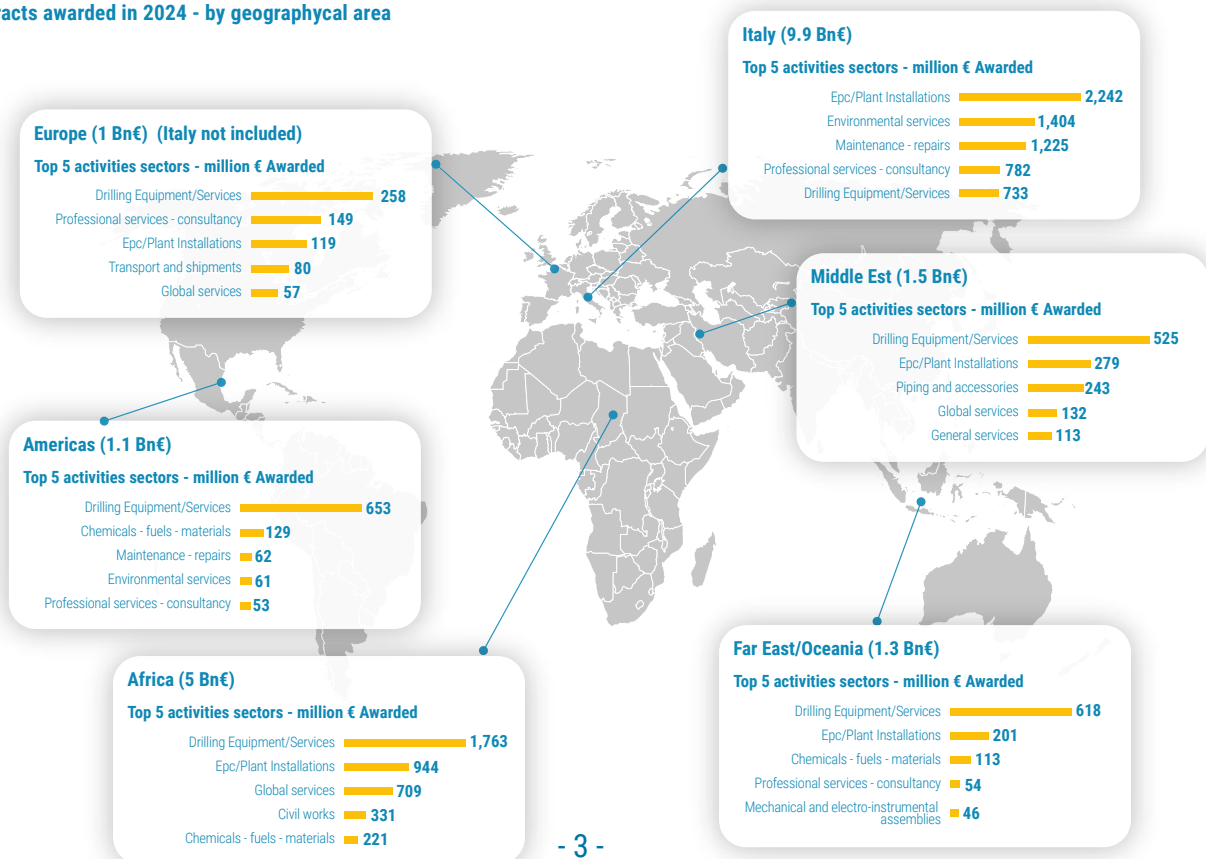 acts awarded in 2024 - by geographycal area
Italy (9.9 Bn€)
Top 5 activities sectors - million € Awarded
Epc/Plant Installations 2,242
Environmental services 1,404
Maintenance - repairs 1,225
Professional services - consultancy 782
Drilling Equipment/Services 733
Europe (1 Bn€) (Italy not included)
Top 5 activities sectors - million € Awarded
Drilling Equipment/Services 258
Professional services - consultancy 149
Epc/Plant Installations 119
Transport and shipments 80
Global services 57
Middle Est (1.5 Bn€)
Top 5 activities sectors - million € Awarded
Drilling Equipment/Services 525
Epc/Plant Installations 279
Piping and accessories 243
Global services 132
General services 113
Americas (1.1 Bn€)
Top 5 activities sectors - million € Awarded
Drilling Equipment/Services 653
Chemicals - fuels - materials 129
Maintenance - repairs 62
Environmental services 61
Professional services - consultancy 53
Africa (5 Bn€)
Top 5 activities sectors - million € Awarded
Drilling Equipment/Services 1,763
Epc/Plant Installations 944
Global services 709
Civil works 331
Chemicals - fuels - materials 221
Far East/Oceania (1.3 Bn€)
Top 5 activities sectors - million € Awarded
Drilling Equipment/Services 618
Epc/Plant Installations 201
Chemicals - fuels - materials 113
Professional services - consultancy 54
Mechanical and electro-instrumental
assemblies 46
- 3 -